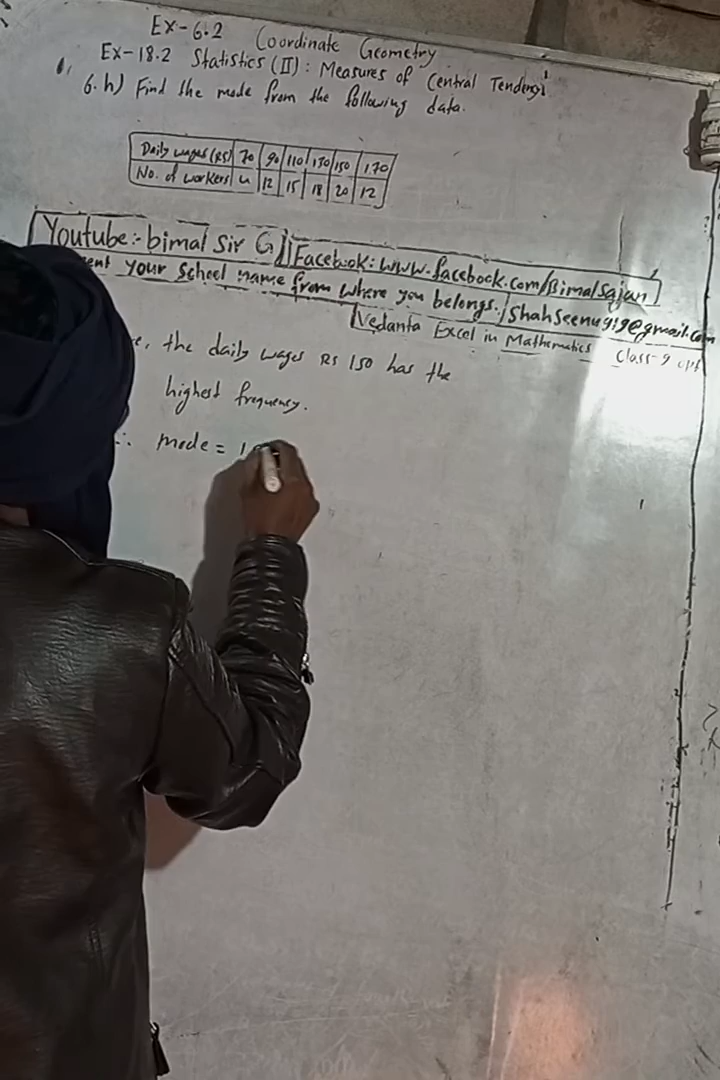 Ex-6.2 Coordinate Geometry
Ex-18.2 Statistics (II): Measures of Central Tendency
6.h) Find the mode from the following data.
Daily wages (RS) 70 90 110 130 150 170
No. of workers 4 12 15 18 20 12
Youtube:- bimal Sir G || Facebook: www.facebook.com/Bimalsajan
your School name from where you belongs. / Shahseenu919@gmail.com
Vedanta Excel in Mathematics Class-9 opt
the daily wages RS 150 has the
highest frequency.
∴ mode =